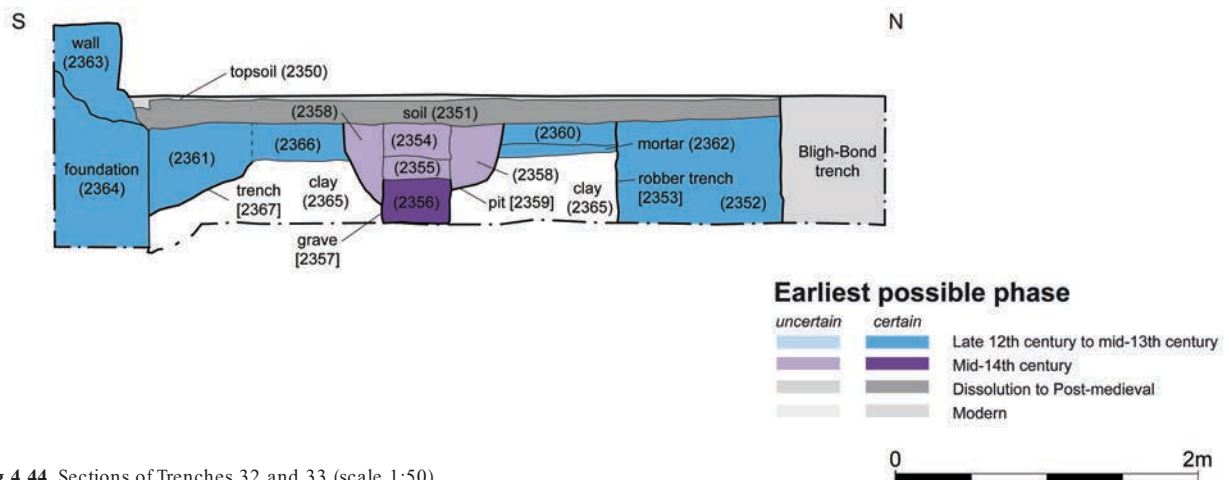 S
N
wall
(2363)
topsoil (2350)
(2358)
soil (2351)
(2354)
(2360)
(2361)
(2366)
mortar (2362)
foundation
(2364)
(2355)
(2358)
Bligh-Bond
trench
trench
[2367]
clay
(2365)
(2356)
pit [2359]
clay
(2365)
robber trench
[2353]
(2352)
grave
[2357]
Earliest possible phase
uncertain certain
Late 12th century to mid-13th century
Mid-14th century
Dissolution to Post-medieval
Modern
4.44 Sections of Trenches 32 and 33 (scale 1:50)
0 2m